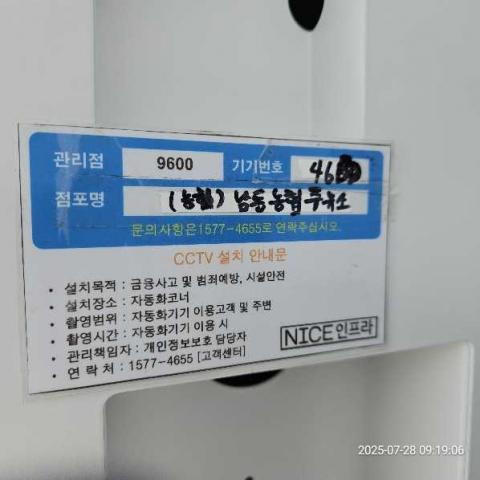 관리점 9600 기기번호
점포명 (농협) 남동농협주유소
문의사항은1577-4655로 연락주십시오.
CCTV 설치 안내문
• 설치목적 : 금융사고 및 범죄예방, 시설안전
• 설치장소 : 자동화코너
• 촬영범위 : 자동화기기 이용고객 및 주변
• 촬영시간 : 자동화기기 이용 시
• 관리책임자 : 개인정보보호 담당자
• 연 락 처 : 1577-4655 [고객센터]
NICE인프라
2025-07-28 09:19:06